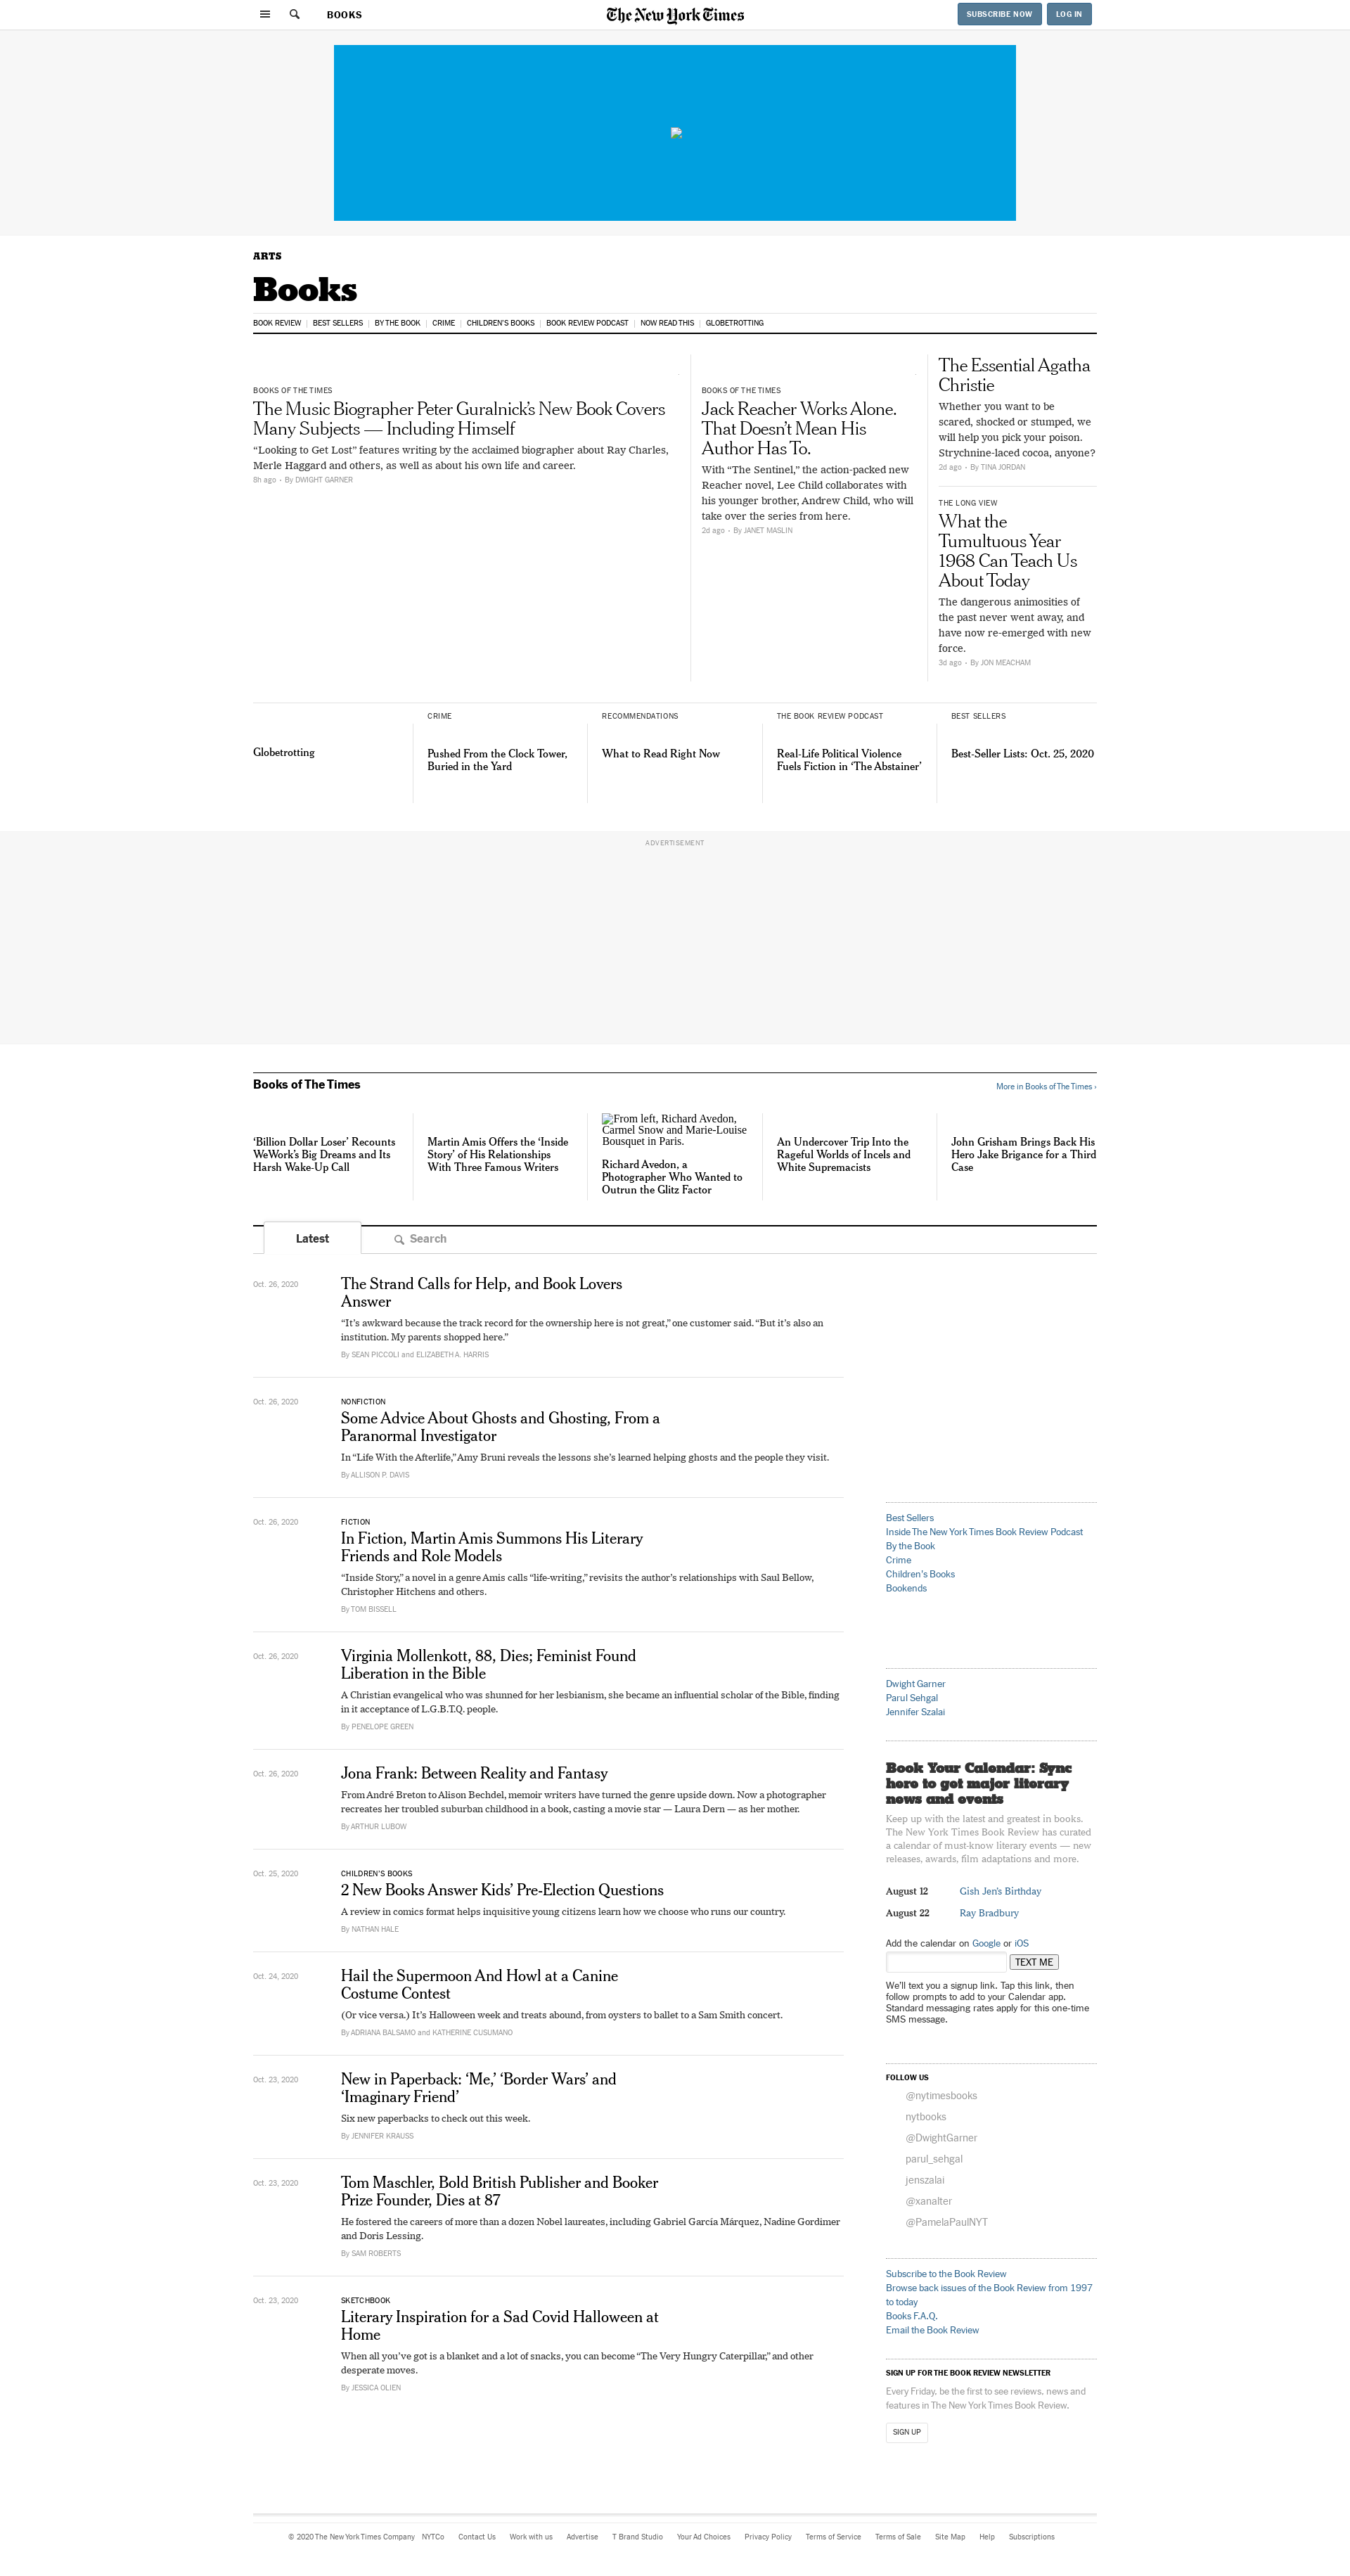 BOOKS
The New York Times
SUBSCRIBE NOW
LOG IN
ARTS
Books
BOOK REVIEW
BEST SELLERS
BY THE BOOK
CRIME
CHILDREN'S BOOKS
BOOK REVIEW PODCAST
NOW READ THIS
GLOBETROTTING
BOOKS OF THE TIMES
The Music Biographer Peter Guralnick's New Book Covers
Many Subjects — Including Himself
“Looking to Get Lost” features writing by the acclaimed biographer about Ray Charles,
Merle Haggard and others, as well as about his own life and career.
8h ago • By DWIGHT GARNER
BOOKS OF THE TIMES
Jack Reacher Works Alone.
That Doesn’t Mean His
Author Has To.
With “The Sentinel,” the action-packed new
Reacher novel, Lee Child collaborates with
his younger brother, Andrew Child, who will
take over the series from here.
2d ago • By JANET MASLIN
The Essential Agatha
Christie
Whether you want to be
scared, shocked or stumped, we
will help you pick your poison.
Strychnine-laced cocoa, anyone?
2d ago • By TINA JORDAN
THE LONG VIEW
What the
Tumultuous Year
1968 Can Teach Us
About Today
The dangerous animosities of
the past never went away, and
have now re-emerged with new
force.
3d ago • By JON MEACHAM
Globetrotting
CRIME
Pushed From the Clock Tower,
Buried in the Yard
RECOMMENDATIONS
What to Read Right Now
THE BOOK REVIEW PODCAST
Real-Life Political Violence
Fuels Fiction in ‘The Abstainer’
BEST SELLERS
Best-Seller Lists: Oct. 25, 2020
ADVERTISEMENT
Books of The Times
More in Books of The Times ›
‘Billion Dollar Loser’ Recounts
WeWork’s Big Dreams and Its
Harsh Wake-Up Call
Martin Amis Offers the ‘Inside
Story’ of His Relationships
With Three Famous Writers
From left, Richard Avedon,
Carmel Snow and Marie-Louise
Bousquet in Paris.
Richard Avedon, a
Photographer Who Wanted to
Outrun the Glitz Factor
An Undercover Trip Into the
Rageful Worlds of Incels and
White Supremacists
John Grisham Brings Back His
Hero Jake Brigance for a Third
Case
Latest
Search
Oct. 26, 2020
The Strand Calls for Help, and Book Lovers
Answer
“It’s awkward because the track record for the ownership here is not great,” one customer said. “But it’s also an
institution. My parents shopped here.”
By SEAN PICCOLI and ELIZABETH A. HARRIS
Oct. 26, 2020
NONFICTION
Some Advice About Ghosts and Ghosting, From a
Paranormal Investigator
In “Life With the Afterlife,” Amy Bruni reveals the lessons she’s learned helping ghosts and the people they visit.
By ALLISON P. DAVIS
Oct. 26, 2020
FICTION
In Fiction, Martin Amis Summons His Literary
Friends and Role Models
“Inside Story,” a novel in a genre Amis calls “life-writing,” revisits the author’s relationships with Saul Bellow,
Christopher Hitchens and others.
By TOM BISSELL
Oct. 26, 2020
Virginia Mollenkott, 88, Dies; Feminist Found
Liberation in the Bible
A Christian evangelical who was shunned for her lesbianism, she became an influential scholar of the Bible, finding
in it acceptance of L.G.B.T.Q. people.
By PENELOPE GREEN
Oct. 26, 2020
Jona Frank: Between Reality and Fantasy
From André Breton to Alison Bechdel, memoir writers have turned the genre upside down. Now a photographer
recreates her troubled suburban childhood in a book, casting a movie star — Laura Dern — as her mother.
By ARTHUR LUBOW
Oct. 25, 2020
CHILDREN’S BOOKS
2 New Books Answer Kids’ Pre-Election Questions
A review in comics format helps inquisitive young citizens learn how we choose who runs our country.
By NATHAN HALE
Oct. 24, 2020
Hail the Supermoon And Howl at a Canine
Costume Contest
(Or vice versa.) It’s Halloween week and treats abound, from oysters to ballet to a Sam Smith concert.
By ADRIANA BALSAMO and KATHERINE CUSUMANO
Oct. 23, 2020
New in Paperback: ‘Me,’ ‘Border Wars’ and
‘Imaginary Friend’
Six new paperbacks to check out this week.
By JENNIFER KRAUSS
Oct. 23, 2020
Tom Maschler, Bold British Publisher and Booker
Prize Founder, Dies at 87
He fostered the careers of more than a dozen Nobel laureates, including Gabriel García Márquez, Nadine Gordimer
and Doris Lessing.
By SAM ROBERTS
Oct. 23, 2020
SKETCHBOOK
Literary Inspiration for a Sad Covid Halloween at
Home
When all you’ve got is a blanket and a lot of snacks, you can become “The Very Hungry Caterpillar,” and other
desperate moves.
By JESSICA OLIEN
Best Sellers
Inside The New York Times Book Review Podcast
By the Book
Crime
Children's Books
Bookends
Dwight Garner
Parul Sehgal
Jennifer Szalai
Book Your Calendar: Sync
here to get major literary
news and events
Keep up with the latest and greatest in books.
The New York Times Book Review has curated
a calendar of must-know literary events — new
releases, awards, film adaptations and more.
August 12
Gish Jen’s Birthday
August 22
Ray Bradbury
Add the calendar on Google or iOS
TEXT ME
We’ll text you a signup link. Tap this link, then
follow prompts to add to your Calendar app.
Standard messaging rates apply for this one-time
SMS message.
FOLLOW US
@nytimesbooks
nytbooks
@DwightGarner
parul_sehgal
jenszalai
@xanalter
@PamelaPaulNYT
Subscribe to the Book Review
Browse back issues of the Book Review from 1997
to today
Books F.A.Q.
Email the Book Review
SIGN UP FOR THE BOOK REVIEW NEWSLETTER
Every Friday, be the first to see reviews, news and
features in The New York Times Book Review.
SIGN UP
© 2020 The New York Times Company
NYTCo
Contact Us
Work with us
Advertise
T Brand Studio
Your Ad Choices
Privacy Policy
Terms of Service
Terms of Sale
Site Map
Help
Subscriptions